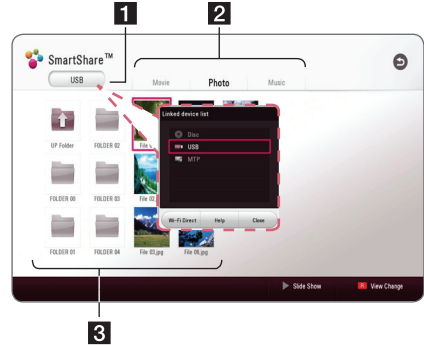 1
2
SmartShare™
USB
Movie
Photo
Music
Linked device list
Disc
USB
MTP
Wi-Fi Direct
Help
Close
UP Folder
FOLDER 02
FOLDER 00
FOLDER 03
File 02.
FOLDER 01
FOLDER 04
File 03.jpg
File 08.jpg
Slide Show
R View Change
3